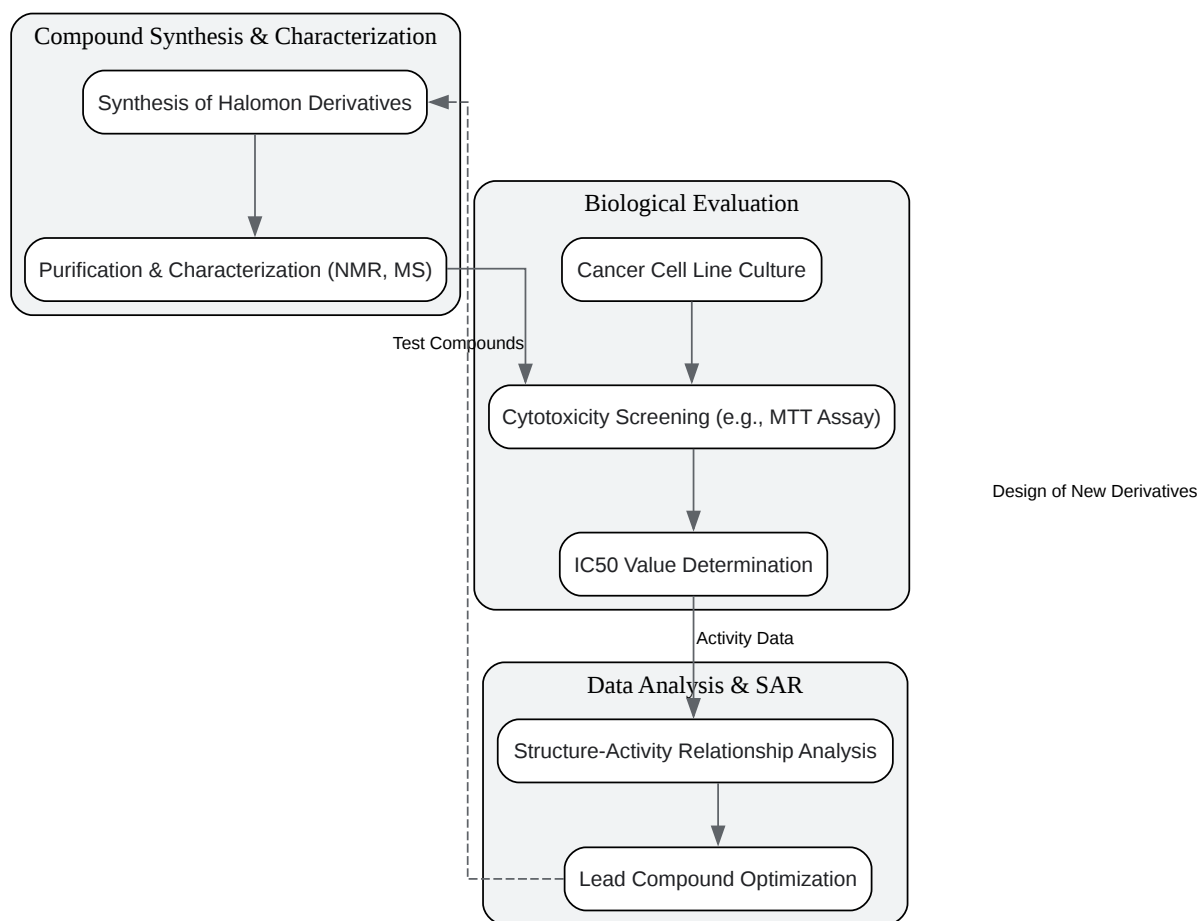 Compound Synthesis & Characterization
Synthesis of Halomon Derivatives
Purification & Characterization (NMR, MS)
Biological Evaluation
Cancer Cell Line Culture
Test Compounds
Cytotoxicity Screening (e.g., MTT Assay)
Design of New Derivatives
IC50 Value Determination
Activity Data
Data Analysis & SAR
Structure-Activity Relationship Analysis
Lead Compound Optimization